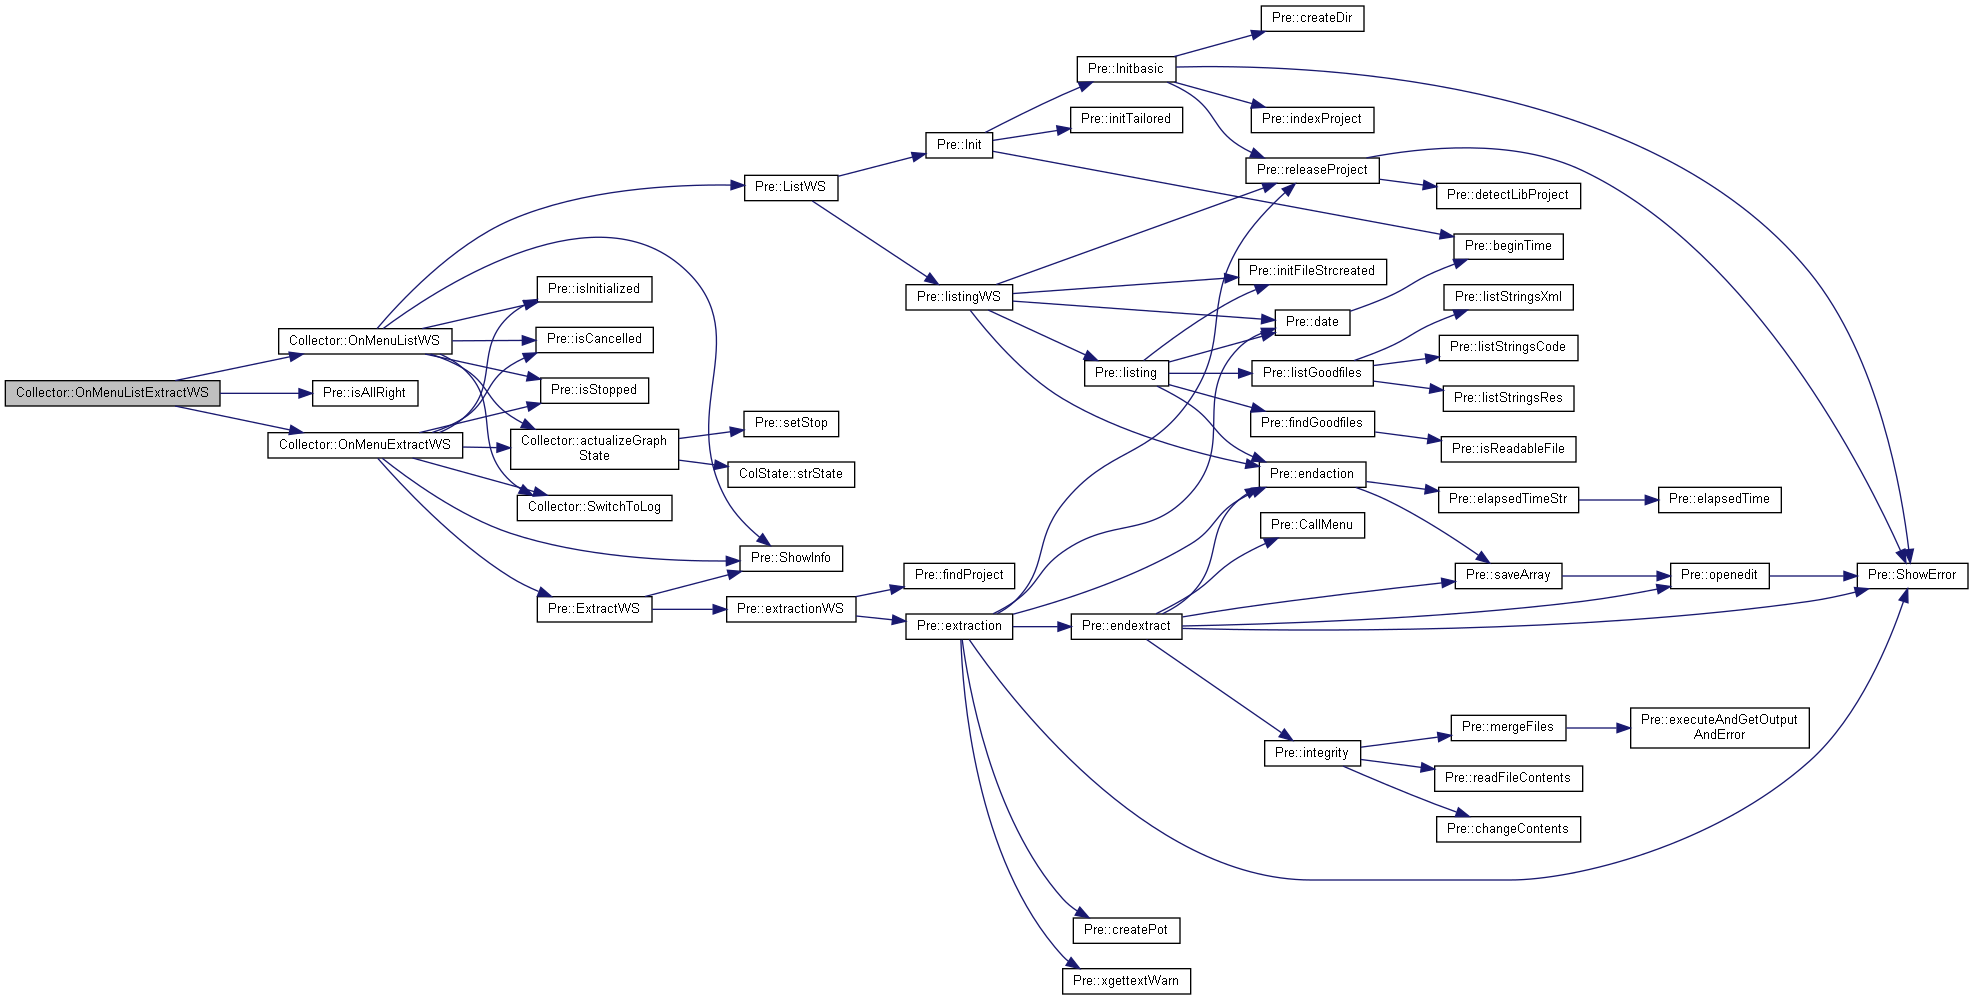 Pre::createDir
Pre::Initbasic
Pre::initTailored
Pre::indexProject
Pre::Init
Pre::releaseProject
Pre::ListWS
Pre::detectLibProject
Pre::beginTime
Pre::initFileStrcreated
Pre::isInitialized
Pre::listingWS
Pre::listStringsXml
Pre::date
Collector::OnMenuListWS
Pre::isCancelled
Pre::listStringsCode
Pre::listing
Pre::listGoodfiles
Collector::OnMenuListExtractWS
Pre::isAllRight
Pre::isStopped
Pre::listStringsRes
Pre::setStop
Pre::findGoodfiles
Collector::OnMenuExtractWS
Collector::actualizeGraph
State
Pre::isReadableFile
ColState::strState
Pre::endaction
Collector::SwitchToLog
Pre::elapsedTimeStr
Pre::elapsedTime
Pre::CallMenu
Pre::ShowInfo
Pre::findProject
Pre::saveArray
Pre::openedit
Pre::ShowError
Pre::ExtractWS
Pre::extractionWS
Pre::extraction
Pre::endextract
Pre::mergeFiles
Pre::executeAndGetOutput
AndError
Pre::integrity
Pre::readFileContents
Pre::changeContents
Pre::createPot
Pre::xgettextWarn